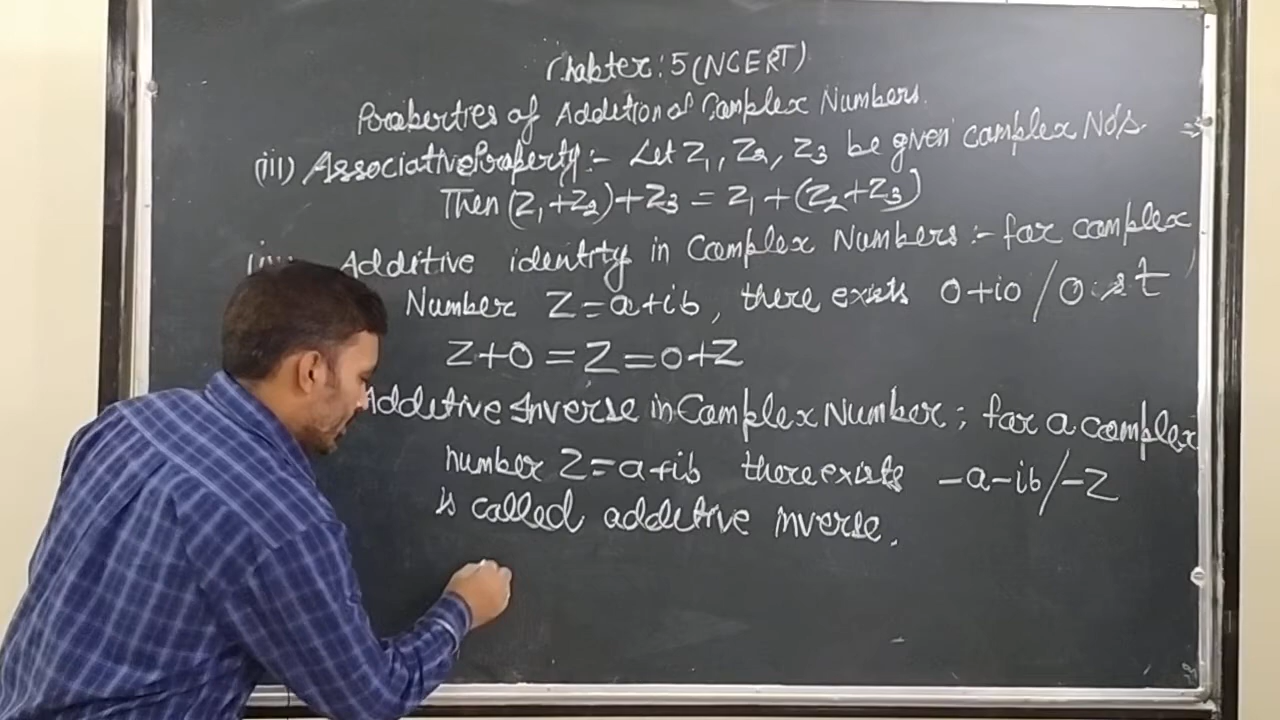 Chapter : 5 (NCERT)
Properties of Addition of Complex Numbers.
(iii) Associative Property :- Let Z₁, Z₂, Z₃ be given complex No's. ⇒
Then (Z₁+Z₂)+Z₃ = Z₁+(Z₂+Z₃)
Additive identity in Complex Numbers :- for complex
Number Z=a+ib, there exists 0+i0 / 0 s.t
Z+0 = Z = 0+Z
Additive Inverse in Complex Number ; for a complex
number Z=a+ib there exists -a-ib/-Z
is called additive inverse.